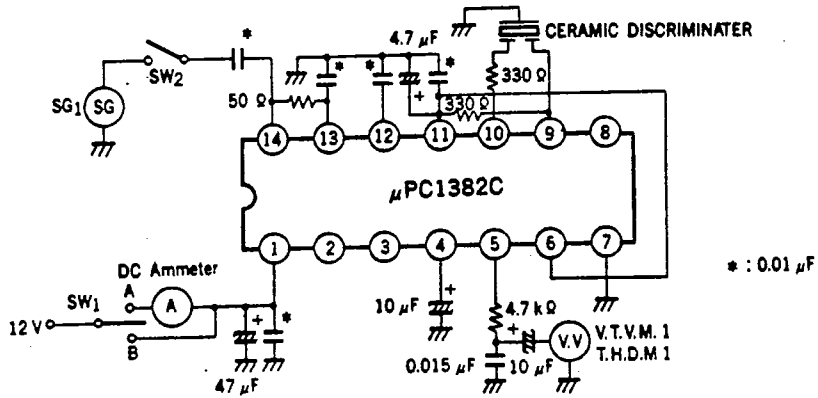 4.7 μF
CERAMIC DISCRIMINATER
*
*
*
*
330 Ω
SW2
SG1
SG
50 Ω
330 Ω
14
13
12
11
10
9
8
μPC1382C
1
2
3
4
5
6
7
* : 0.01 μF
DC Ammeter
SW1
A
A
12 V
B
+
*
47 μF
+
10 μF
+
4.7 kΩ
+
V.V
V.T.V.M. 1
T.H.D.M 1
0.015 μF
10 μF